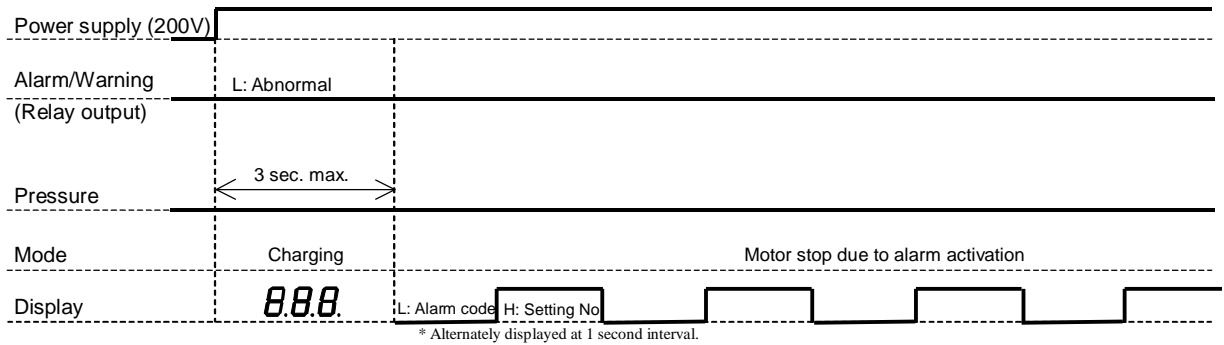 Power supply (200V)
Alarm/Warning
L: Abnormal
(Relay output)
3 sec. max.
Pressure
Mode
Charging
Motor stop due to alarm activation
Display
8.8.8.
L: Alarm code
H: Setting No
* Alternately displayed at 1 second interval.